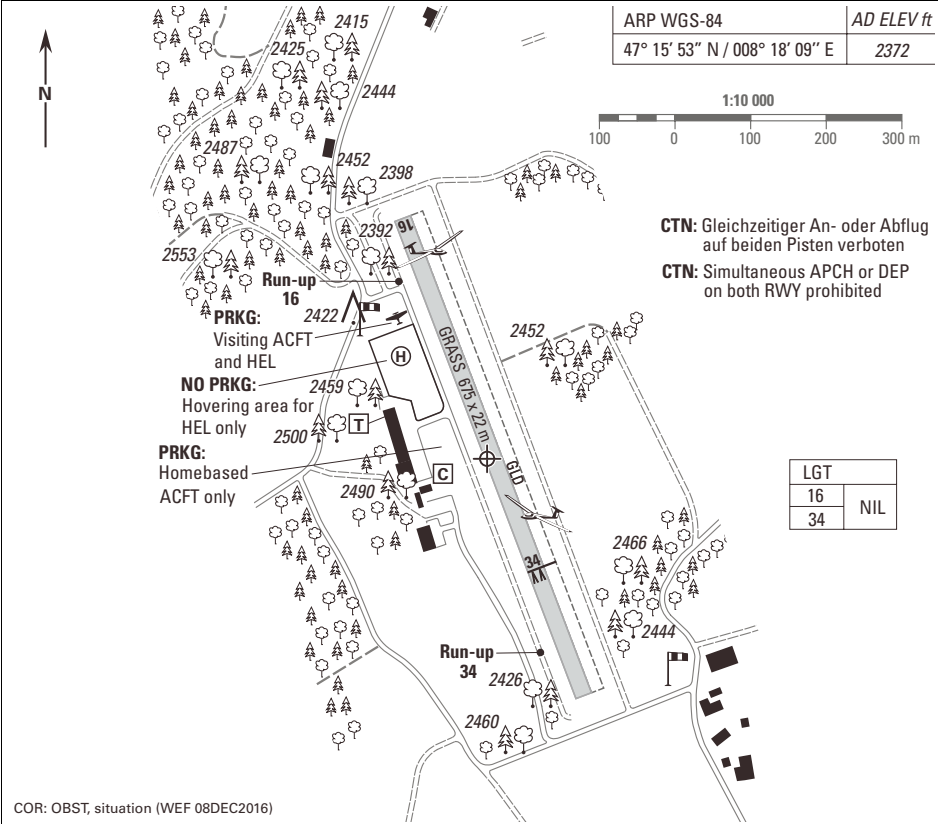 ARP WGS-84
AD ELEV ft
47° 15′ 53″ N / 008° 18′ 09″ E
2372
1:10 000
100 0 100 200 300 m
N
2415
2425
2444
2487
2452
2398
2392
2553
16
CTN: Gleichzeitiger An- oder Abflug
auf beiden Pisten verboten
CTN: Simultaneous APCH or DEP
on both RWY prohibited
Run-up
16
2422
PRKG:
Visiting ACFT
and HEL
H
2452
NO PRKG:
Hovering area for
HEL only
2459
T
2500
GRASS 675 x 22 m
GLD
PRKG:
Homebased
ACFT only
C
2490
LGT
16
34
NIL
34
2466
2444
Run-up
34
2426
2460
COR: OBST, situation (WEF 08DEC2016)